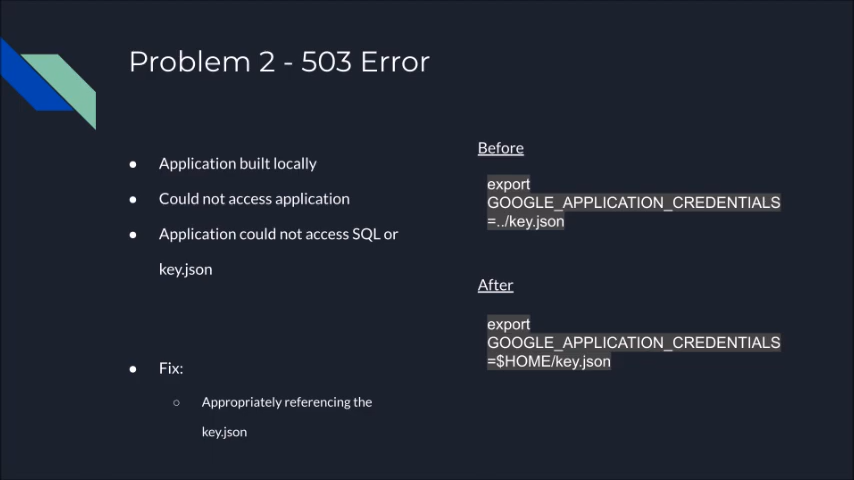 Problem 2 - 503 Error
● Application built locally
● Could not access application
● Application could not access SQL or
key.json
● Fix:
○ Appropriately referencing the
key.json
Before
export
GOOGLE_APPLICATION_CREDENTIALS
=../key.json
After
export
GOOGLE_APPLICATION_CREDENTIALS
=$HOME/key.json